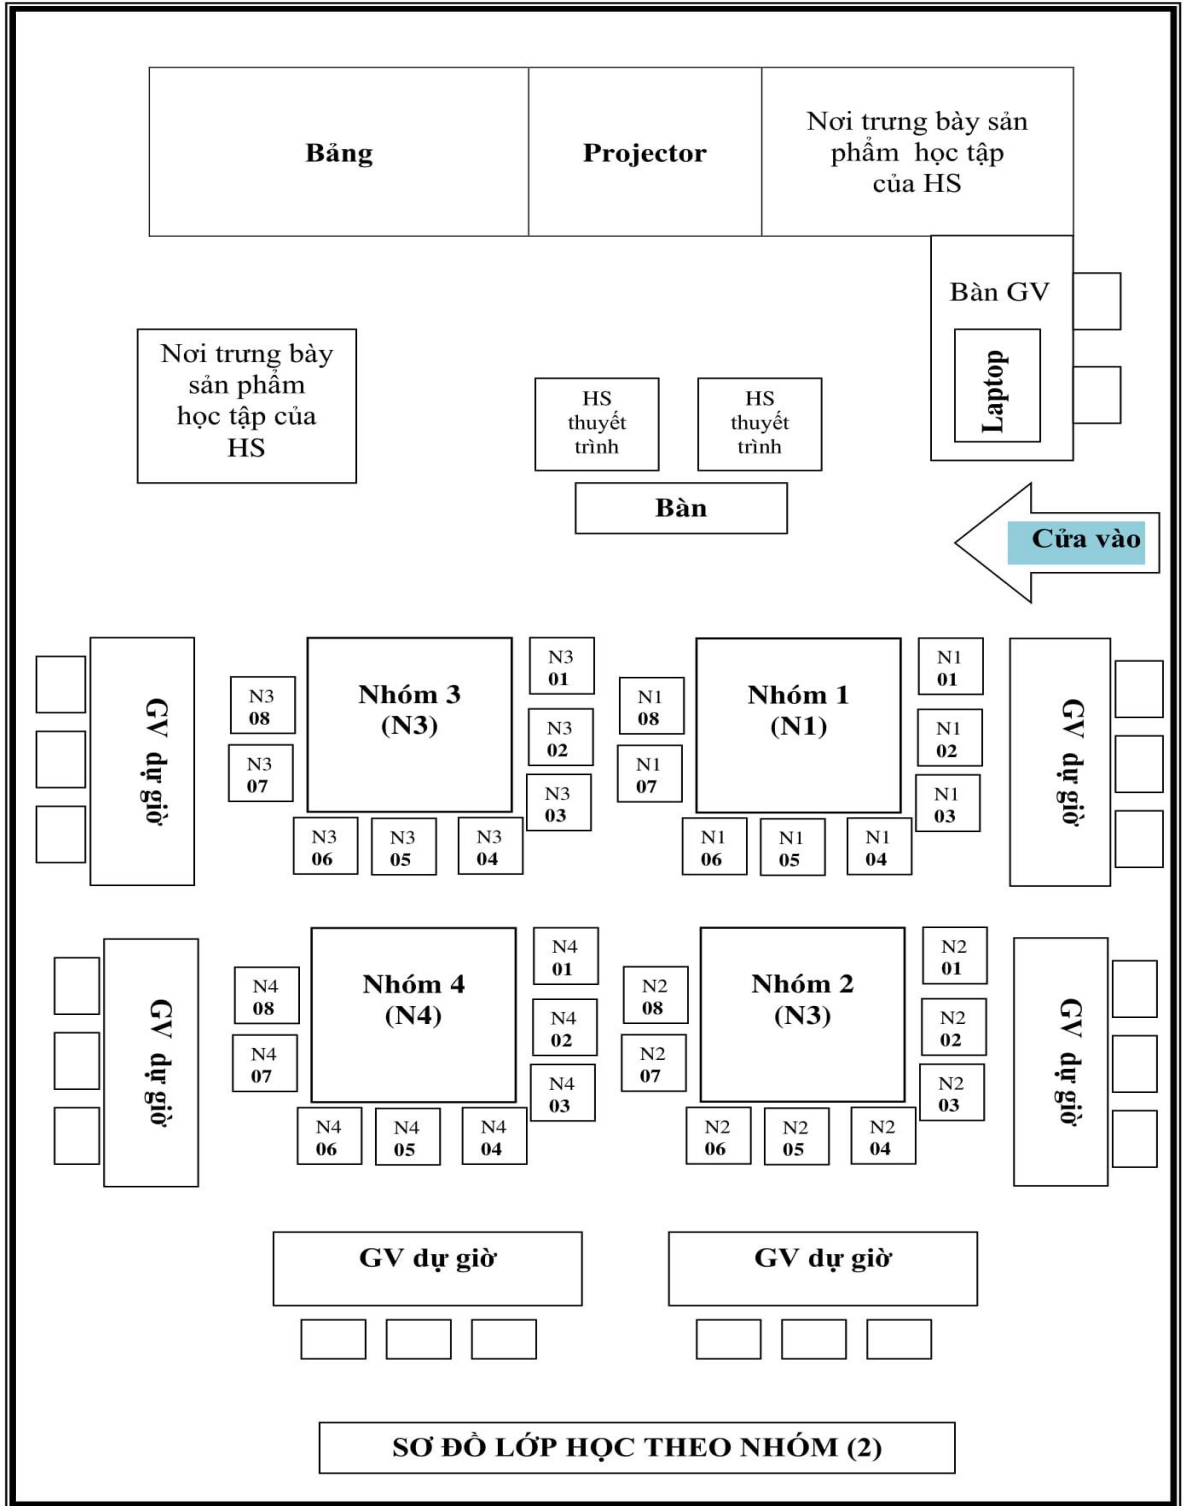 Bảng
Projector
Nơi trưng bày sản
phẩm học tập
của HS
Bàn GV
Laptop
Nơi trưng bày
sản phẩm
học tập của
HS
HS
thuyết
trình
HS
thuyết
trình
Bàn
Cửa vào
GV dự giờ
N3
08
N3
07
Nhóm 3
(N3)
N3
01
N3
02
N3
03
N3
06
N3
05
N3
04
N1
08
N1
07
Nhóm 1
(N1)
N1
01
N1
02
N1
03
N1
06
N1
05
N1
04
GV dự giờ
GV dự giờ
N4
08
N4
07
Nhóm 4
(N4)
N4
01
N4
02
N4
03
N4
06
N4
05
N4
04
N2
08
N2
07
Nhóm 2
(N3)
N2
01
N2
02
N2
03
N2
06
N2
05
N2
04
GV dự giờ
GV dự giờ
GV dự giờ
SƠ ĐỒ LỚP HỌC THEO NHÓM (2)